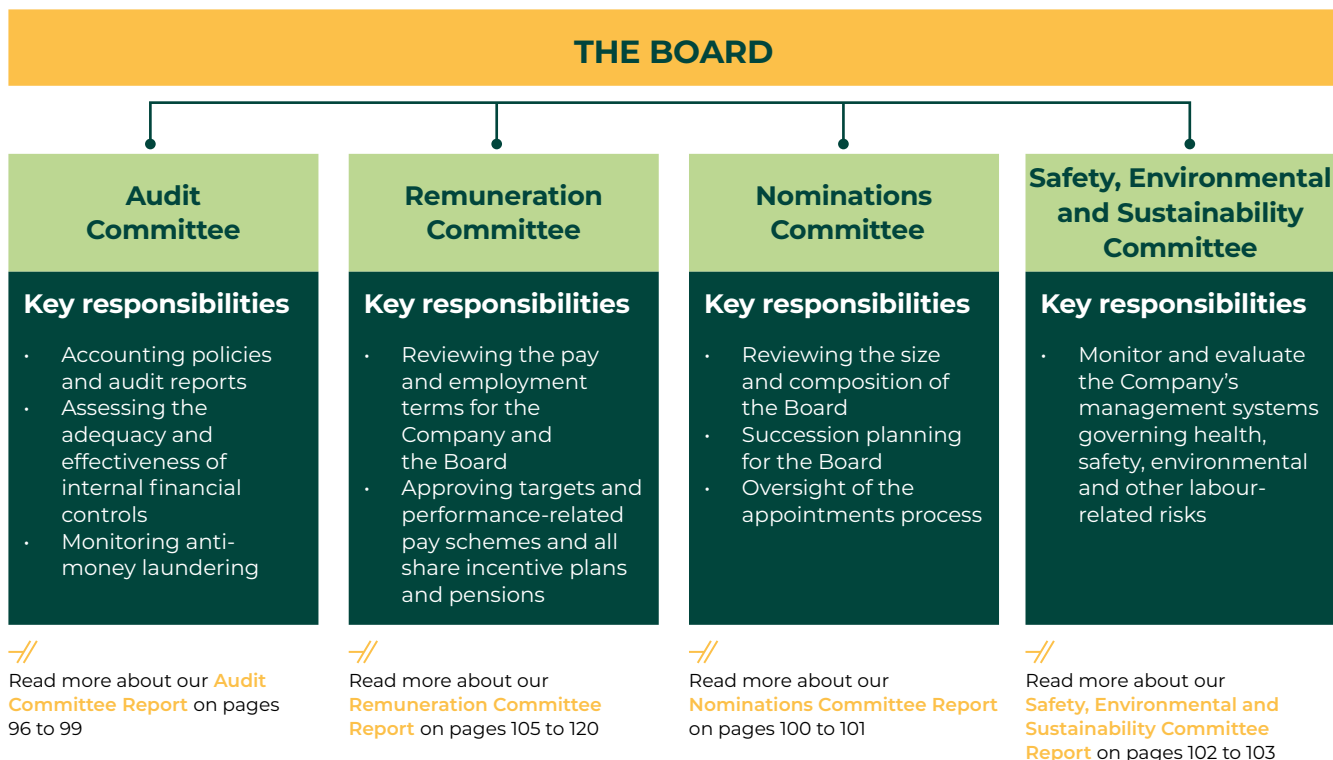 THE BOARD
Audit
Committee
Key responsibilities
• Accounting policies
and audit reports
• Assessing the
adequacy and
effectiveness of
internal financial
controls
• Monitoring anti-
money laundering
Read more about our Audit
Committee Report on pages
96 to 99
Remuneration
Committee
Key responsibilities
• Reviewing the pay
and employment
terms for the
Company and
the Board
• Approving targets and
performance-related
pay schemes and all
share incentive plans
and pensions
Read more about our
Remuneration Committee
Report on pages 105 to 120
Nominations
Committee
Key responsibilities
• Reviewing the size
and composition of
the Board
• Succession planning
for the Board
• Oversight of the
appointments process
Read more about our
Nominations Committee Report
on pages 100 to 101
Safety, Environmental
and Sustainability
Committee
Key responsibilities
• Monitor and evaluate
the Company’s
management systems
governing health,
safety, environmental
and other labour-
related risks
Read more about our
Safety, Environmental and
Sustainability Committee
Report on pages 102 to 103